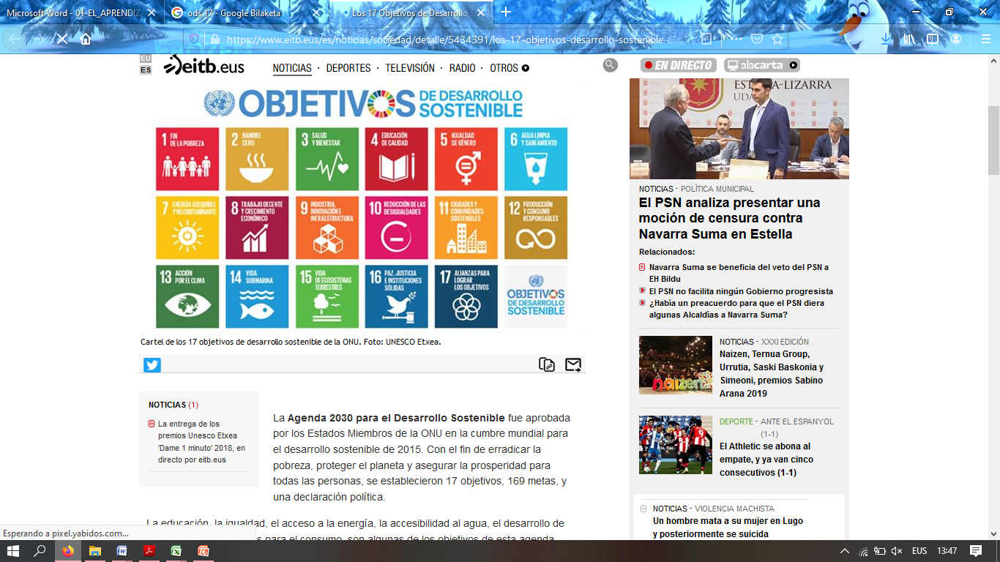 Microsoft Word - 01-EL_APRENDIZ
ods 17 - Google Bilaketa
Los 17 Objetivos de Desarrollo
https://www.eitb.eus/es/noticias/sociedad/detalle/5434391/los-17-objetivos-desarrollo-sostenible
EU
ES
eitb.eus
NOTICIAS · DEPORTES · TELEVISIÓN · RADIO · OTROS
EN DIRECTO
alacarta
OBJETIVOS DE DESARROLLO SOSTENIBLE
1 FIN DE LA POBREZA
2 HAMBRE CERO
3 SALUD Y BIENESTAR
4 EDUCACIÓN DE CALIDAD
5 IGUALDAD DE GÉNERO
6 AGUA LIMPIA Y SANEAMIENTO
7 ENERGÍA ASEQUIBLE Y NO CONTAMINANTE
8 TRABAJO DECENTE Y CRECIMIENTO ECONÓMICO
9 INDUSTRIA, INNOVACIÓN E INFRAESTRUCTURA
10 REDUCCIÓN DE LAS DESIGUALDADES
11 CIUDADES Y COMUNIDADES SOSTENIBLES
12 PRODUCCIÓN Y CONSUMO RESPONSABLES
13 ACCIÓN POR EL CLIMA
14 VIDA SUBMARINA
15 VIDA DE ECOSISTEMAS TERRESTRES
16 PAZ, JUSTICIA E INSTITUCIONES SÓLIDAS
17 ALIANZAS PARA LOGRAR LOS OBJETIVOS
OBJETIVOS DE DESARROLLO SOSTENIBLE
Cartel de los 17 objetivos de desarrollo sostenible de la ONU. Foto: UNESCO Etxea.
NOTICIAS (1)
La entrega de los
premios Unesco Etxea
'Dame 1 minuto' 2018, en
directo por eitb.eus
La Agenda 2030 para el Desarrollo Sostenible fue aprobada
por los Estados Miembros de la ONU en la cumbre mundial para
el desarrollo sostenible de 2015. Con el fin de erradicar la
pobreza, proteger el planeta y asegurar la prosperidad para
todas las personas, se establecieron 17 objetivos, 169 metas, y
una declaración política.
La educación, la igualdad, el acceso a la energía, la accesibilidad al agua, el desarrollo de
para el consumo, son algunas de los objetivos de esta agenda
ESTELLA-LIZARRA
NOTICIAS - POLÍTICA MUNICIPAL
El PSN analiza presentar una
moción de censura contra
Navarra Suma en Estella
Relacionados:
Navarra Suma se beneficia del veto del PSN a
EH Bildu
El PSN no facilita ningún Gobierno progresista
¿Había un preacuerdo para que el PSN diera
algunas Alcaldías a Navarra Suma?
naizen
NOTICIAS - XXXI EDICIÓN
Naizen, Ternua Group,
Urrutia, Saski Baskonia y
Simeoni, premios Sabino
Arana 2019
DEPORTE - ANTE EL ESPANYOL
(1-1)
El Athletic se abona al
empate, y ya van cinco
consecutivos (1-1)
NOTICIAS - VIOLENCIA MACHISTA
Un hombre mata a su mujer en Lugo
y posteriormente se suicida
Esperando a pixel.yabidos.com...
EUS
13:47